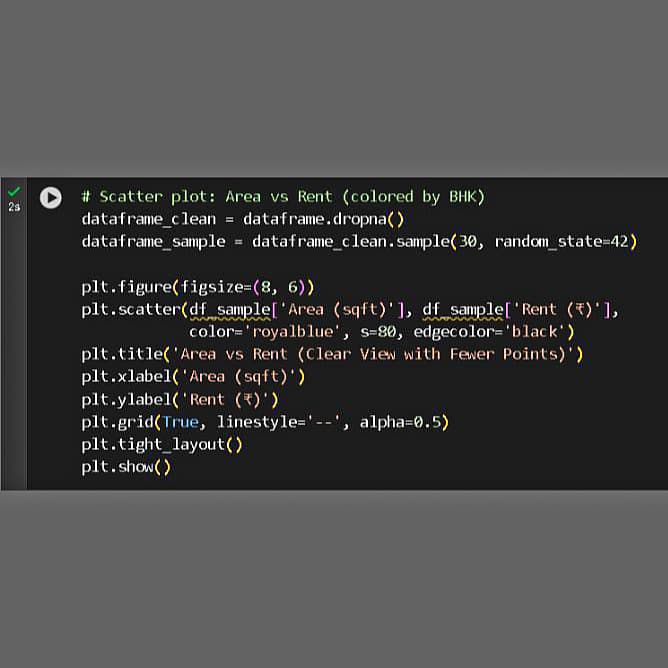 # Scatter plot: Area vs Rent (colored by BHK)
2s
dataframe_clean = dataframe.dropna()
dataframe_sample = dataframe_clean.sample(30, random_state=42)
plt.figure(figsize=(8, 6))
plt.scatter(df_sample['Area (sqft)'], df_sample['Rent (₹)'],
color='royalblue', s=80, edgecolor='black')
plt.title('Area vs Rent (Clear View with Fewer Points)')
plt.xlabel('Area (sqft)')
plt.ylabel('Rent (₹)')
plt.grid(True, linestyle='--', alpha=0.5)
plt.tight_layout()
plt.show()